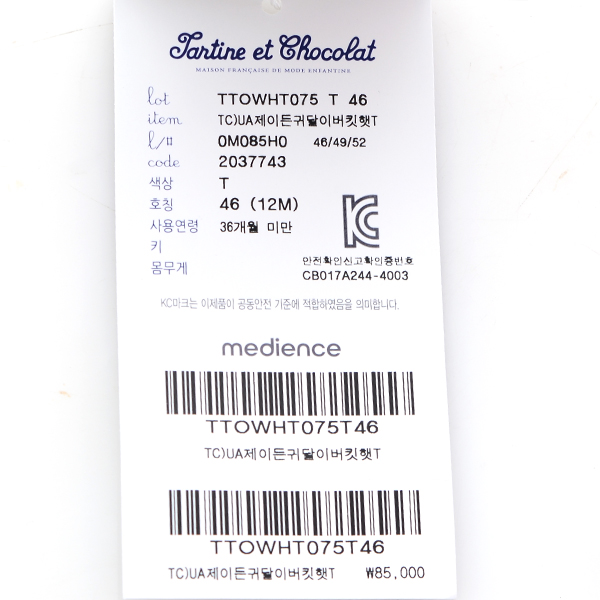 Tartine et Chocolat
MAISON FRANÇAISE DE MODE ENFANTINS
lot TTOWHT075 T 46
item TC)UA제이든귀달이버킷햇T
l/# 0M085H0 46/49/52
code 2037743
색상 T
호칭 46 (12M)
사용연령 36개월 미만
키
몸무게
안전확인신고확인증번호
CB017A244-4003
KC마크는 이제품이 공통안전 기준에 적합하였음을 의미합니다.
medience
TTOWHT075T46
TC)UA제이든귀달이버킷햇T
TTOWHT075T46
TC)UA제이든귀달이버킷햇T ₩85,000